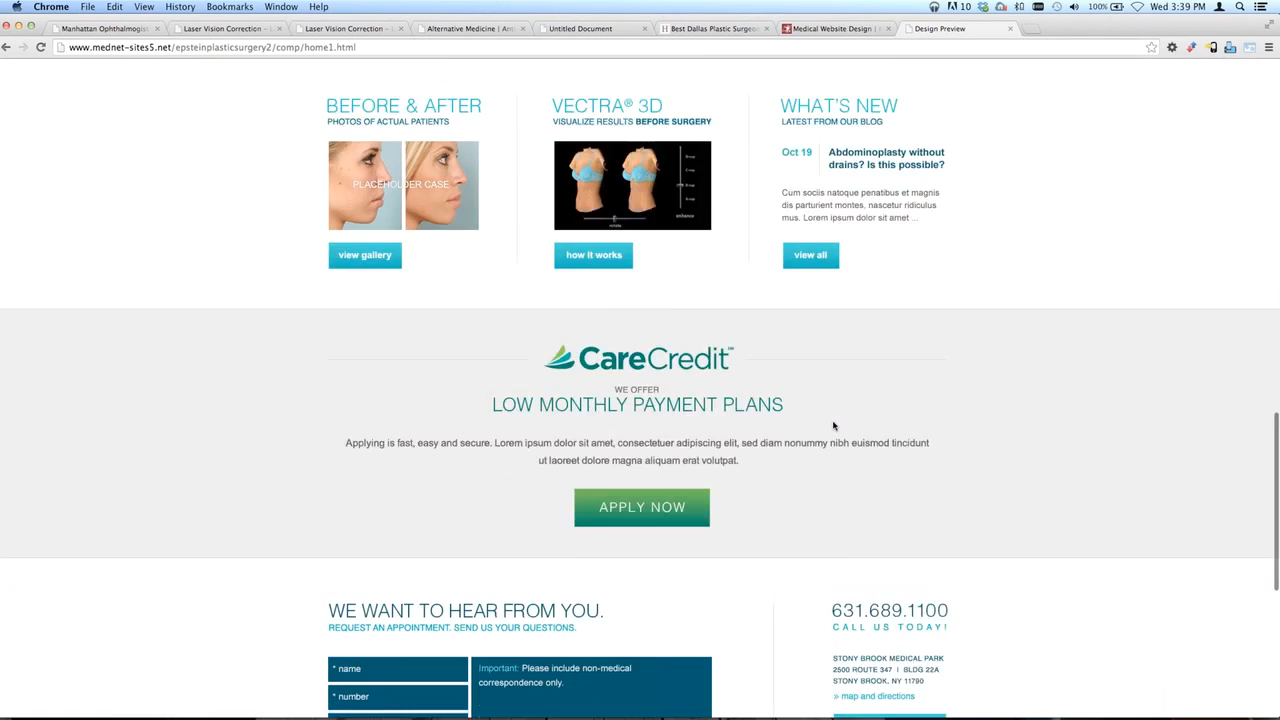 Chrome File Edit View History Bookmarks Window Help
10 100% Wed 3:39 PM
Manhattan Ophthalmologist Laser Vision Correction - Laser Vision Correction - Alternative Medicine | Ant Untitled Document Best Dallas Plastic Surgeo Medical Website Design | Design Preview
www.mednet-sites5.net/epsteinplasticsurgery2/comp/home1.html
BEFORE & AFTER
PHOTOS OF ACTUAL PATIENTS
PLACEHOLDER CASE
view gallery
VECTRA® 3D
VISUALIZE RESULTS BEFORE SURGERY
enhance
rotate
how it works
WHAT'S NEW
LATEST FROM OUR BLOG
Oct 19
Abdominoplasty without
drains? Is this possible?
Cum sociis natoque penatibus et magnis
dis parturient montes, nascetur ridiculus
mus. Lorem ipsum dolor sit amet ...
view all
CareCredit™
WE OFFER
LOW MONTHLY PAYMENT PLANS
Applying is fast, easy and secure. Lorem ipsum dolor sit amet, consectetuer adipiscing elit, sed diam nonummy nibh euismod tincidunt
ut laoreet dolore magna aliquam erat volutpat.
APPLY NOW
WE WANT TO HEAR FROM YOU.
REQUEST AN APPOINTMENT. SEND US YOUR QUESTIONS.
* name
* number
Important: Please include non-medical
correspondence only.
631.689.1100
CALL US TODAY!
STONY BROOK MEDICAL PARK
2500 ROUTE 347 | BLDG 22A
STONY BROOK, NY 11790
» map and directions